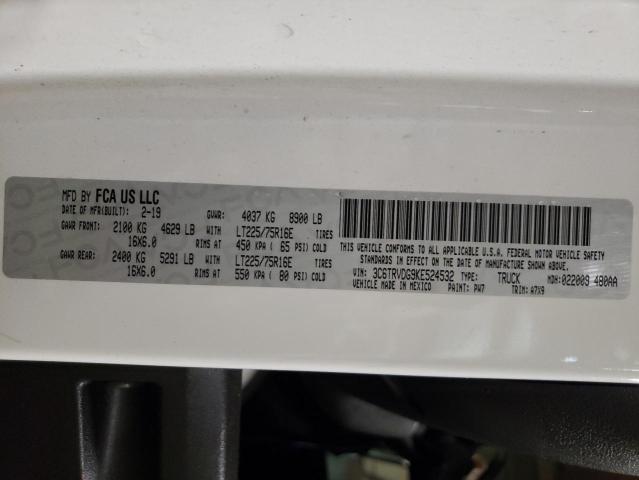 MFD BY FCA US LLC
DATE OF MFR(BUILT): 2-19 GVWR: 4037 KG 8900 LB
GAWR FRONT: 2100 KG 4629 LB WITH LT225/75R16E TIRES
16X6.0 RIMS AT 450 KPA ( 65 PSI) COLD
GAWR REAR: 2400 KG 5291 LB WITH LT225/75R16E TIRES
16X6.0 RIMS AT 550 KPA ( 80 PSI) COLD
THIS VEHICLE CONFORMS TO ALL APPLICABLE U.S.A. FEDERAL MOTOR VEHICLE SAFETY
STANDARDS IN EFFECT ON THE DATE OF MANUFACTURE SHOWN ABOVE.
VIN: 3C6TRVDG9KE524532 TYPE: TRUCK MDH: 022009 480AA
VEHICLE MADE IN MEXICO PAINT: PW7 TRIM: A7X9